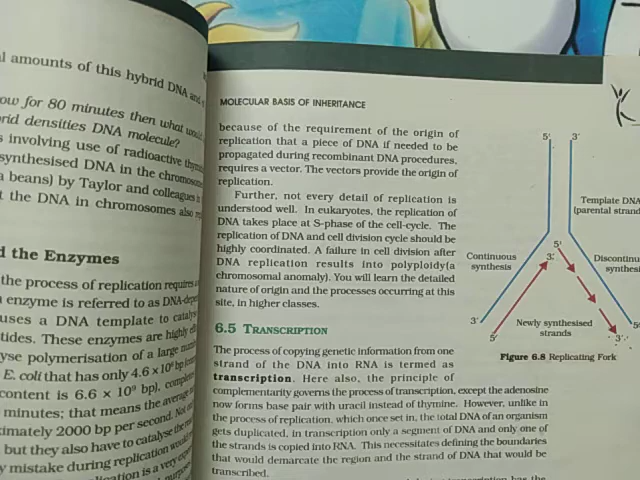 l amounts of this hybrid DNA and
ow for 80 minutes then what
rid densities DNA molecule?
s involving use of radioactive
synthesised DNA in the
a beans) by Taylor and colleagues
t the DNA in chromosomes also
d the Enzymes
the process of replication requires a
enzyme is referred to as
uses a DNA template to
tides. These enzymes are highly
yse polymerisation of a large
E. coli that has only 4.6 × 10⁶ bp
content is 6.6 × 10⁹ bp),
minutes; that means the average
ximately 2000 bp per second. Not
but they also have to catalyse the
y mistake during replication would
plication is a very
MOLECULAR BASIS OF INHERITANCE
because of the requirement of the origin of
replication that a piece of DNA if needed to be
propagated during recombinant DNA procedures,
requires a vector. The vectors provide the origin of
replication.
Further, not every detail of replication is
understood well. In eukaryotes, the replication of
DNA takes place at S-phase of the cell-cycle. The
replication of DNA and cell division cycle should be
highly coordinated. A failure in cell division after
DNA replication results into polyploidy(a
chromosomal anomaly). You will learn the detailed
nature of origin and the processes occurring at this
site, in higher classes.
6.5 TRANSCRIPTION
The process of copying genetic information from one
strand of the DNA into RNA is termed as
transcription. Here also, the principle of
complementarity governs the process of transcription, except the adenosine
now forms base pair with uracil instead of thymine. However, unlike in
the process of replication, which once set in, the total DNA of an organism
gets duplicated, in transcription only a segment of DNA and only one of
the strands is copied into RNA. This necessitates defining the boundaries
that would demarcate the region and the strand of DNA that would be
transcribed.
5' 3'
Template DNA
(parental strand
5'
3'
Continuous
synthesis
Discontinu
synthesi
3'
Newly synthesised
strands
5'
5'
3'
Figure 6.8 Replicating Fork